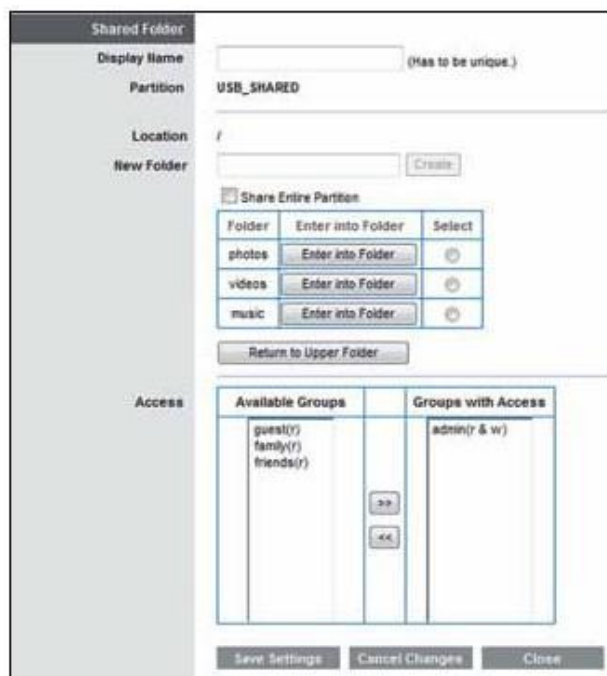 Shared Folder
Display Name (Has to be unique.)
Partition USB_SHARED
Location /
New Folder Create
Share Entire Partition
Folder Enter into Folder Select
photos Enter into Folder
videos Enter into Folder
music Enter into Folder
Return to Upper Folder
Access Available Groups Groups with Access
guest(r) admin(r & w)
family(r)
friends(r)
>>
<<
Save Settings Cancel Changes Close